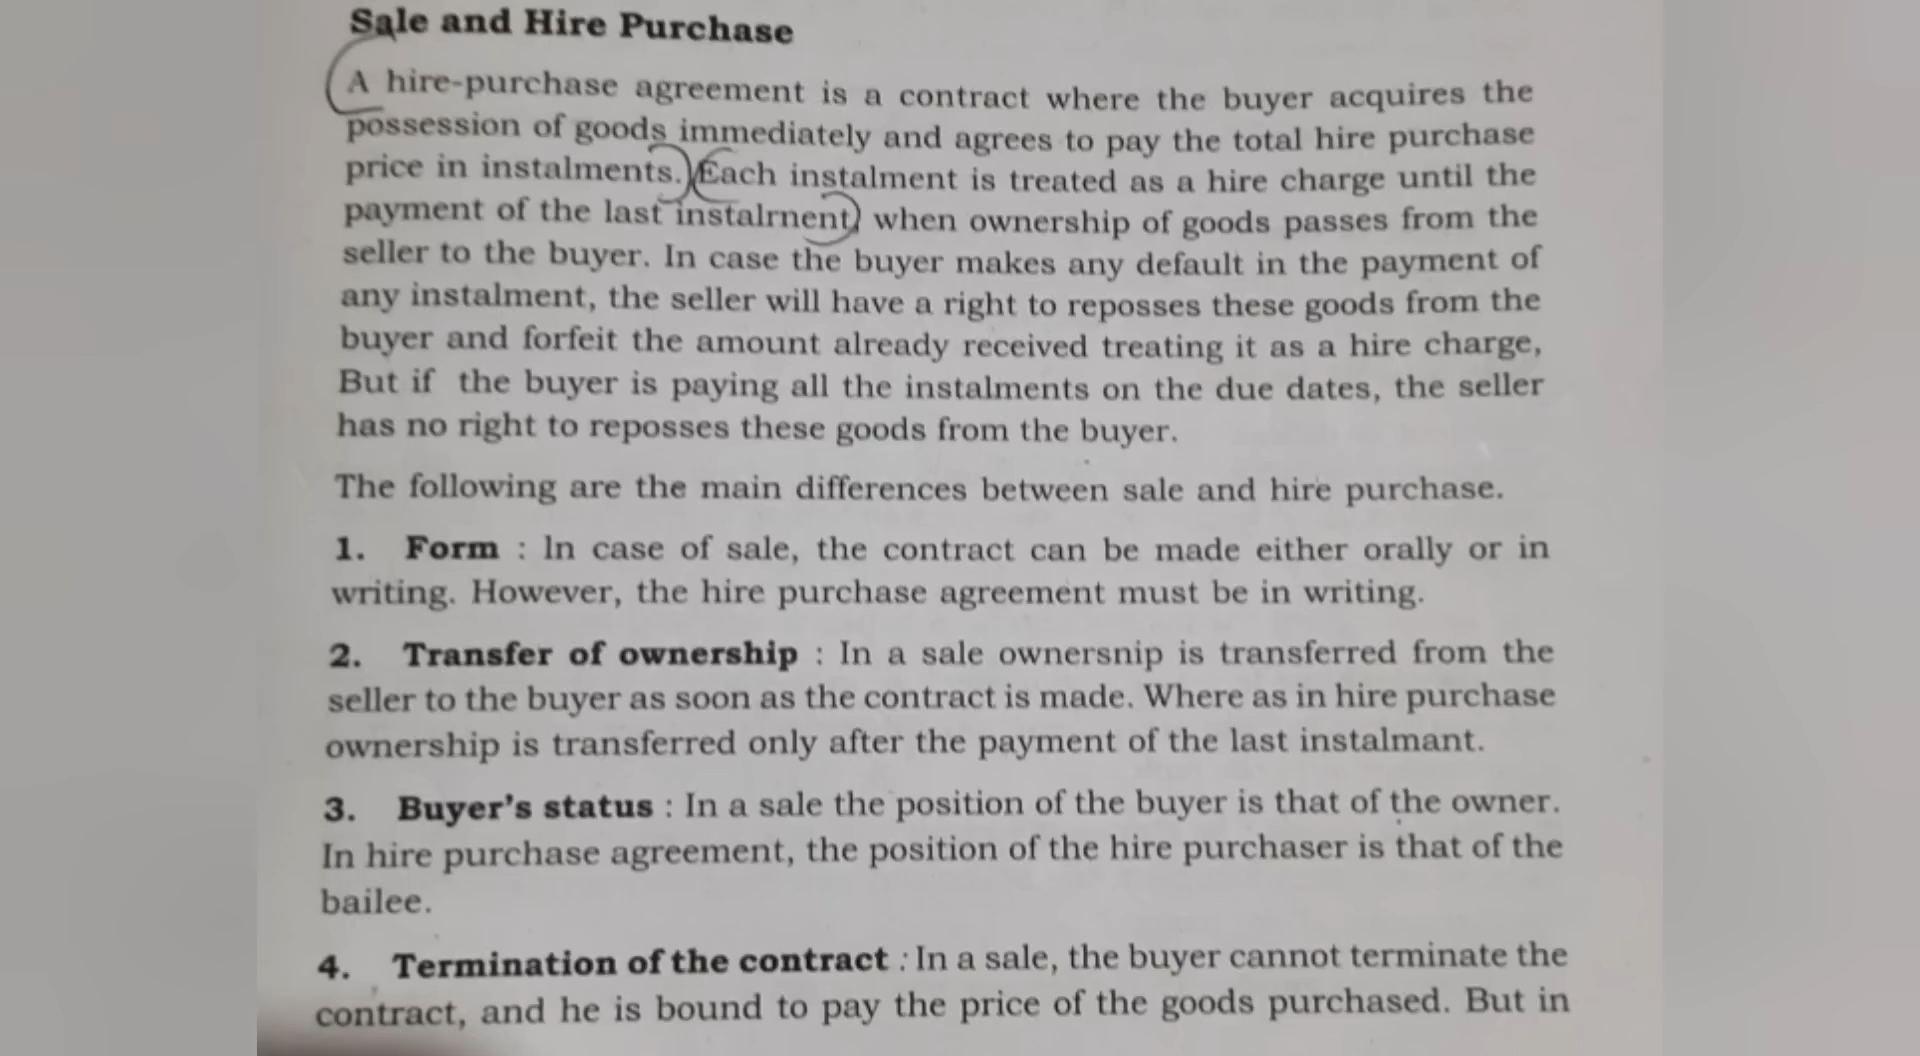 Sale and Hire Purchase
A hire-purchase agreement is a contract where the buyer acquires the
possession of goods immediately and agrees to pay the total hire purchase
price in instalments. Each instalment is treated as a hire charge until the
payment of the last instalrnent, when ownership of goods passes from the
seller to the buyer. In case the buyer makes any default in the payment of
any instalment, the seller will have a right to reposses these goods from the
buyer and forfeit the amount already received treating it as a hire charge,
But if the buyer is paying all the instalments on the due dates, the seller
has no right to reposses these goods from the buyer.
The following are the main differences between sale and hire purchase.
1. Form : In case of sale, the contract can be made either orally or in
writing. However, the hire purchase agreement must be in writing.
2. Transfer of ownership : In a sale ownersnip is transferred from the
seller to the buyer as soon as the contract is made. Where as in hire purchase
ownership is transferred only after the payment of the last instalmant.
3. Buyer's status : In a sale the position of the buyer is that of the owner.
In hire purchase agreement, the position of the hire purchaser is that of the
bailee.
4. Termination of the contract : In a sale, the buyer cannot terminate the
contract, and he is bound to pay the price of the goods purchased. But in